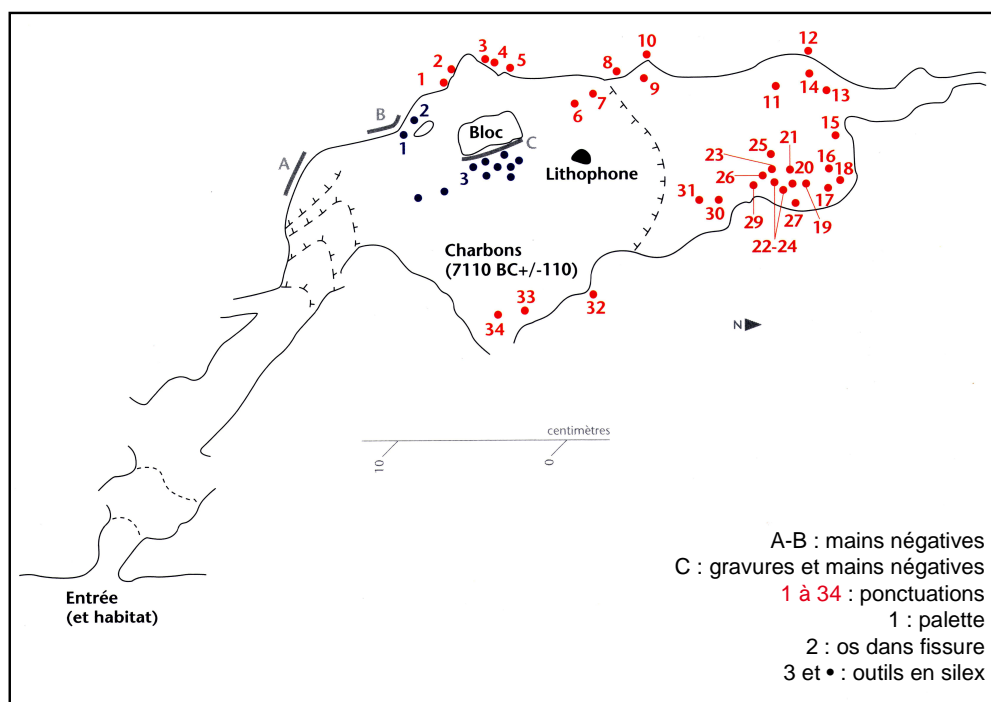 12
10
3
4
5
2
8
1
9
14
11
13
B
2
7
6
1
Bloc
C
A
3
Lithophone
15
21
25
23
20
16
18
26
31
30
29
27
19
17
22-24
Charbons
(7110 BC+/-110)
33
34
32
N
centimètres
10
0
Entrée
(et habitat)
A-B : mains négatives
C : gravures et mains négatives
1 à 34 : ponctuations
1 : palette
2 : os dans fissure
3 et • : outils en silex